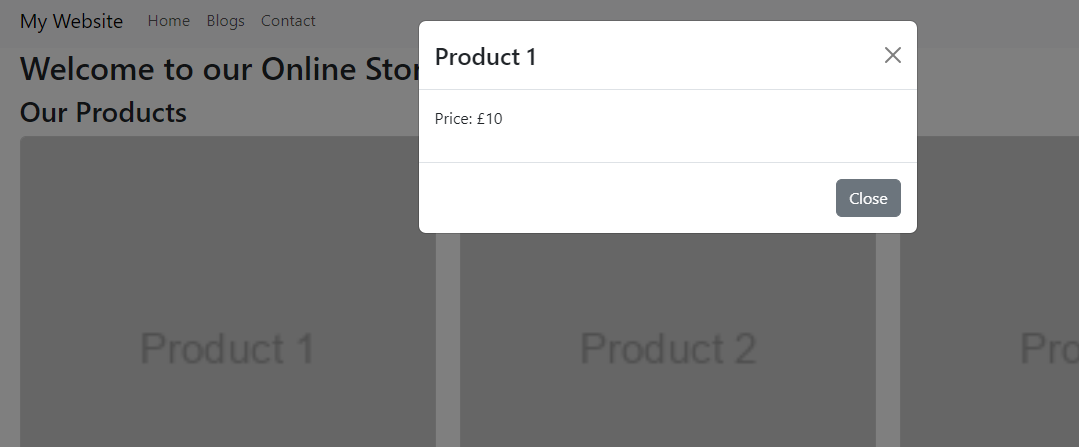 My Website Home Blogs Contact
Welcome to our Online Stor
Our Products
Product 1
Price: £10
Close
Product 1
Product 2
Pro